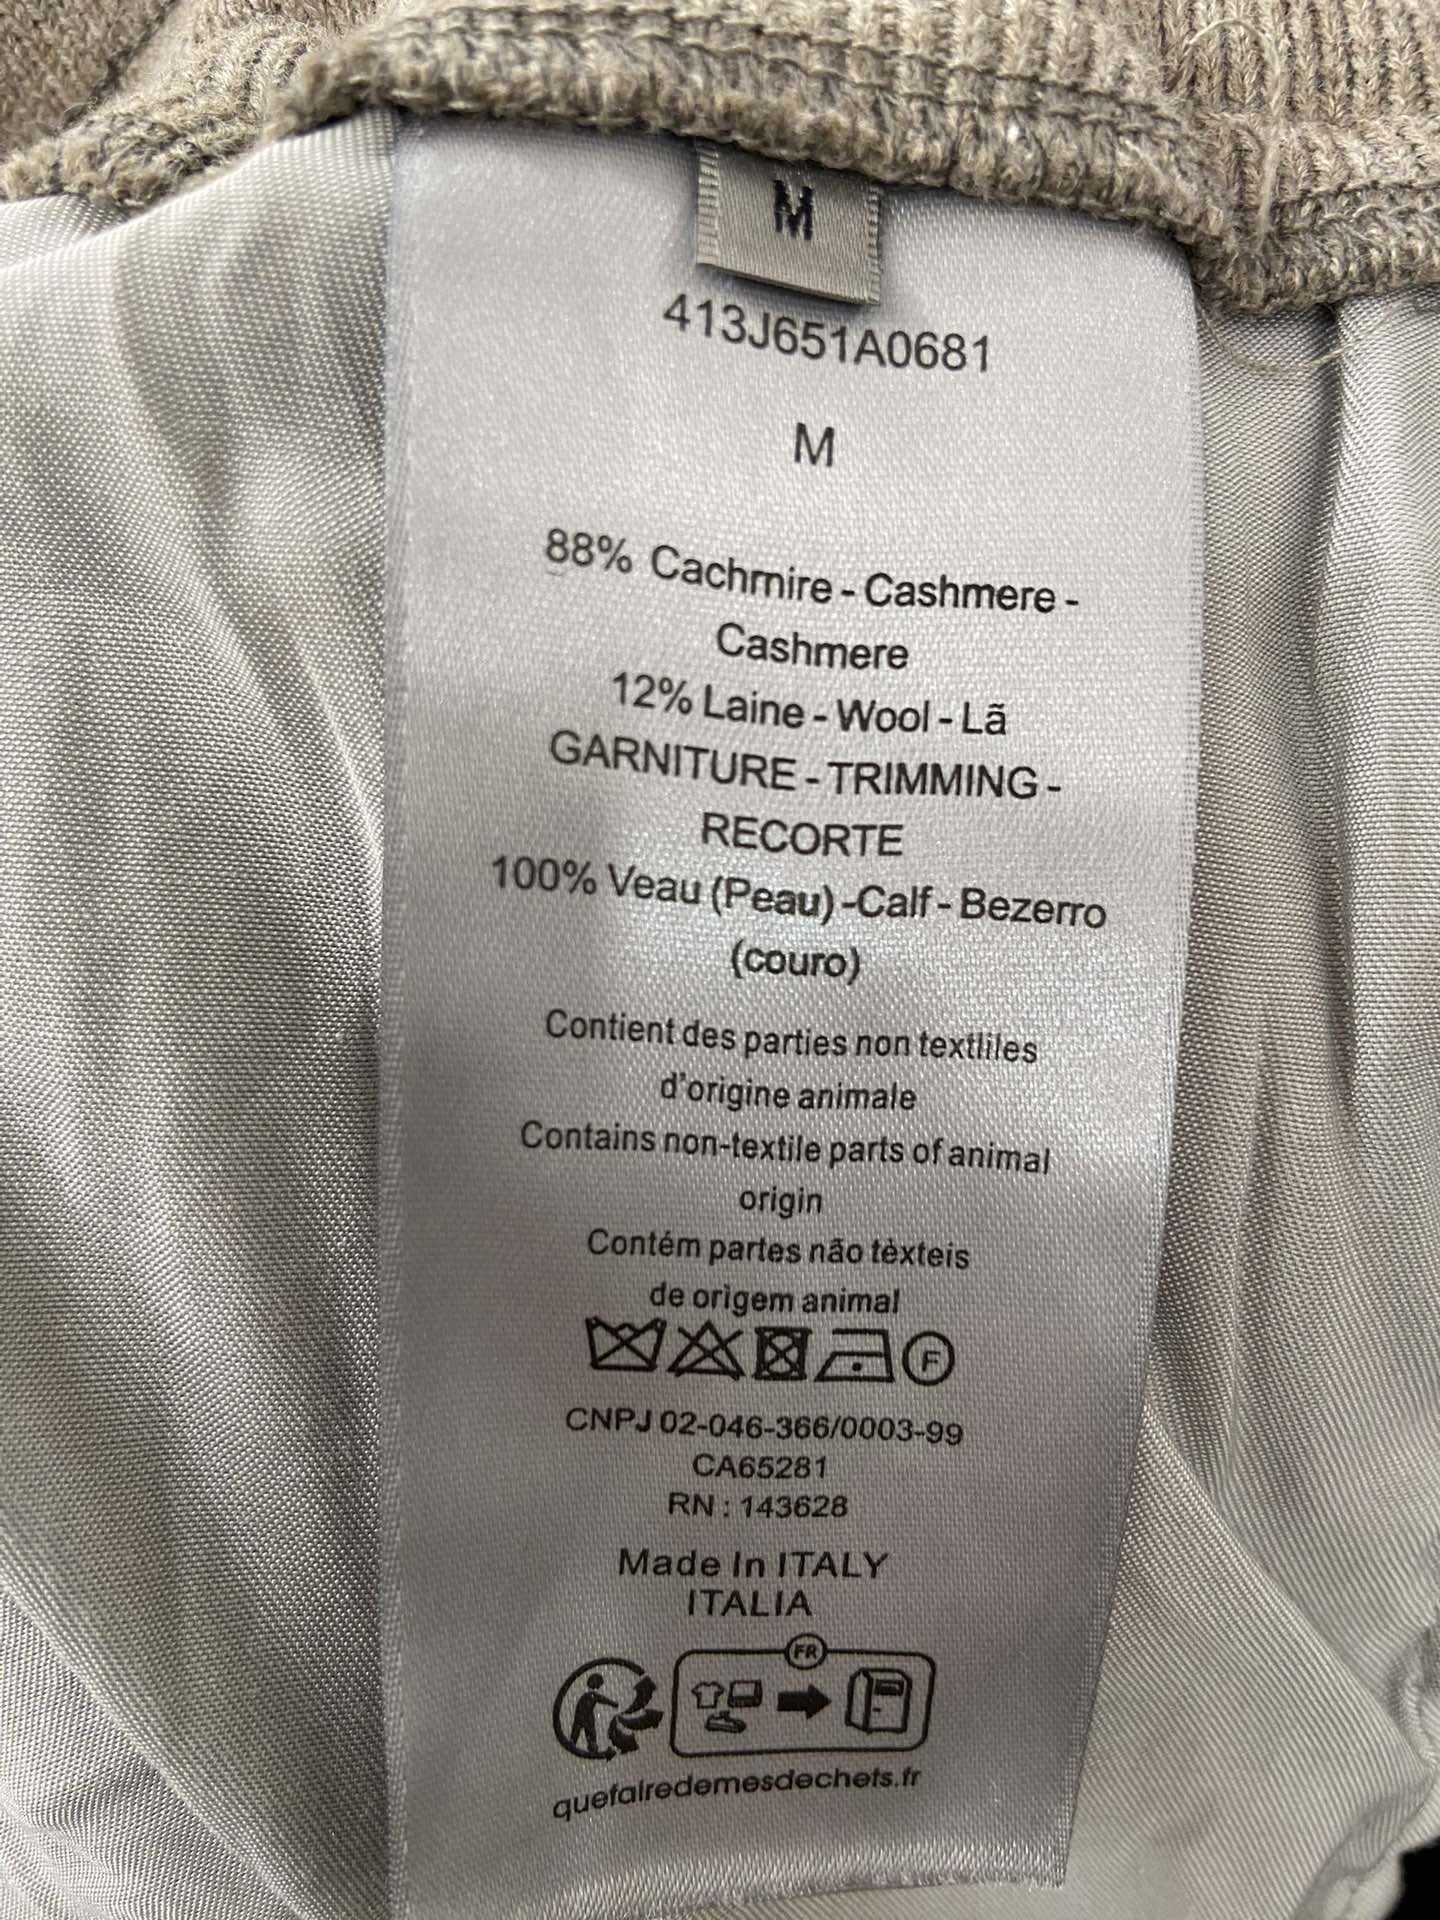 M
413J651A0681
M
88% Cachmire - Cashmere -
Cashmere
12% Laine - Wool - Lã
GARNITURE - TRIMMING -
RECORTE
100% Veau (Peau) -Calf - Bezerro
(couro)
Contient des parties non textliles
d'origine animale
Contains non-textile parts of animal
origin
Contém partes não tèxteis
de origem animal
F
CNPJ 02-046-366/0003-99
CA65281
RN : 143628
Made In ITALY
ITALIA
FR
quefairedemesdechets.fr